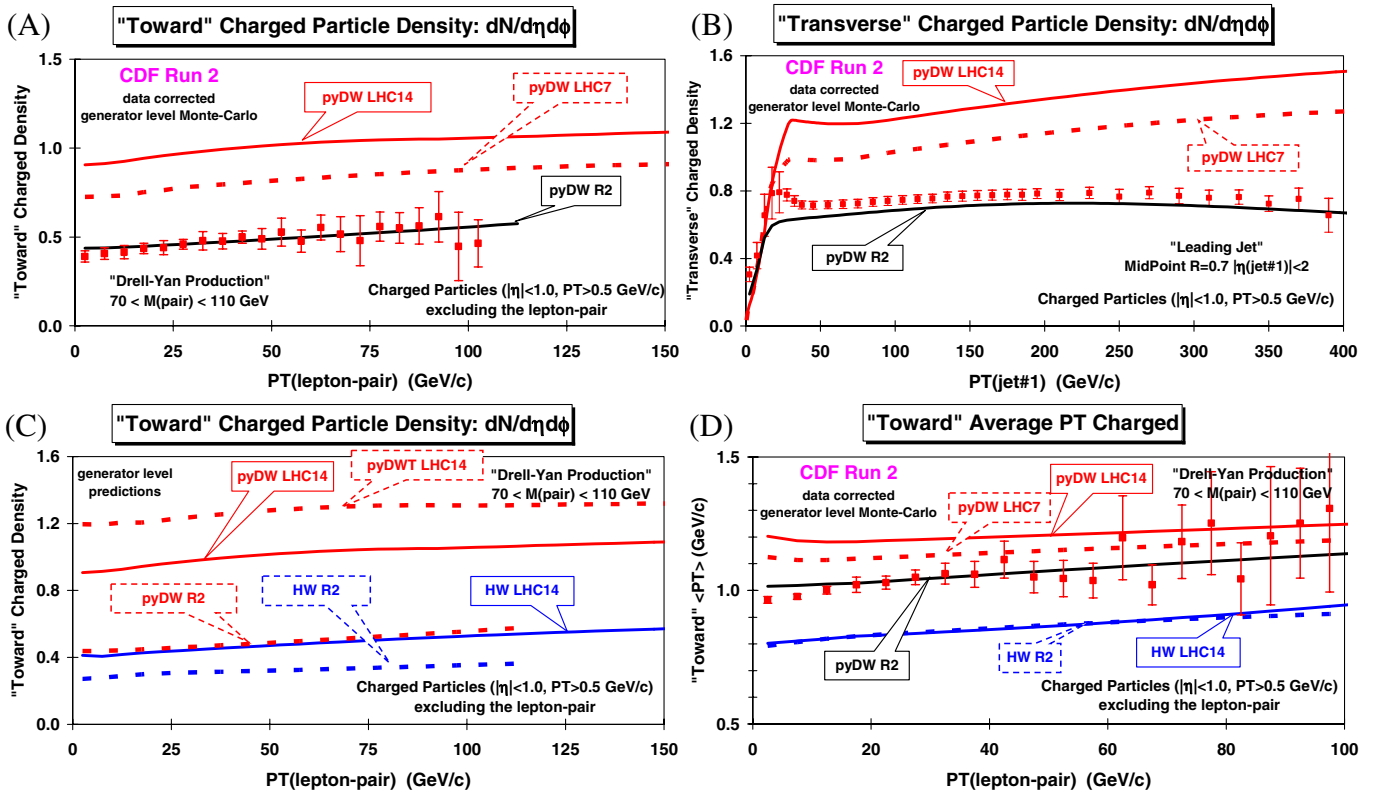 (A)
"Toward" Charged Particle Density: dN/dηdϕ
1.5
1.0
0.5
0.0
"Toward" Charged Density
CDF Run 2
data corrected
generator level Monte-Carlo
pyDW LHC14
pyDW LHC7
pyDW R2
"Drell-Yan Production"
70 < M(pair) < 110 GeV
Charged Particles (|η|<1.0, PT>0.5 GeV/c)
excluding the lepton-pair
0 25 50 75 100 125 150
PT(lepton-pair) (GeV/c)
(B)
"Transverse" Charged Particle Density: dN/dηdϕ
1.6
1.2
0.8
0.4
0.0
"Transverse" Charged Density
CDF Run 2
data corrected
generator level Monte-Carlo
pyDW LHC14
pyDW LHC7
pyDW R2
"Leading Jet"
MidPoint R=0.7 |η(jet#1)|<2
Charged Particles (|η|<1.0, PT>0.5 GeV/c)
0 50 100 150 200 250 300 350 400
PT(jet#1) (GeV/c)
(C)
"Toward" Charged Particle Density: dN/dηdϕ
1.6
1.2
0.8
0.4
0.0
"Toward" Charged Density
generator level
predictions
pyDW LHC14
pyDWT LHC14
"Drell-Yan Production"
70 < M(pair) < 110 GeV
pyDW R2
HW R2
HW LHC14
Charged Particles (|η|<1.0, PT>0.5 GeV/c)
excluding the lepton-pair
0 25 50 75 100 125 150
PT(lepton-pair) (GeV/c)
(D)
"Toward" Average PT Charged
1.5
1.0
0.5
"Toward" <PT> (GeV/c)
CDF Run 2
data corrected
generator level Monte-Carlo
pyDW LHC7
pyDW LHC14
"Drell-Yan Production"
70 < M(pair) < 110 GeV
pyDW R2
HW R2
HW LHC14
Charged Particles (|η|<1.0, PT>0.5 GeV/c)
excluding the lepton-pair
0 20 40 60 80 100
PT(lepton-pair) (GeV/c)